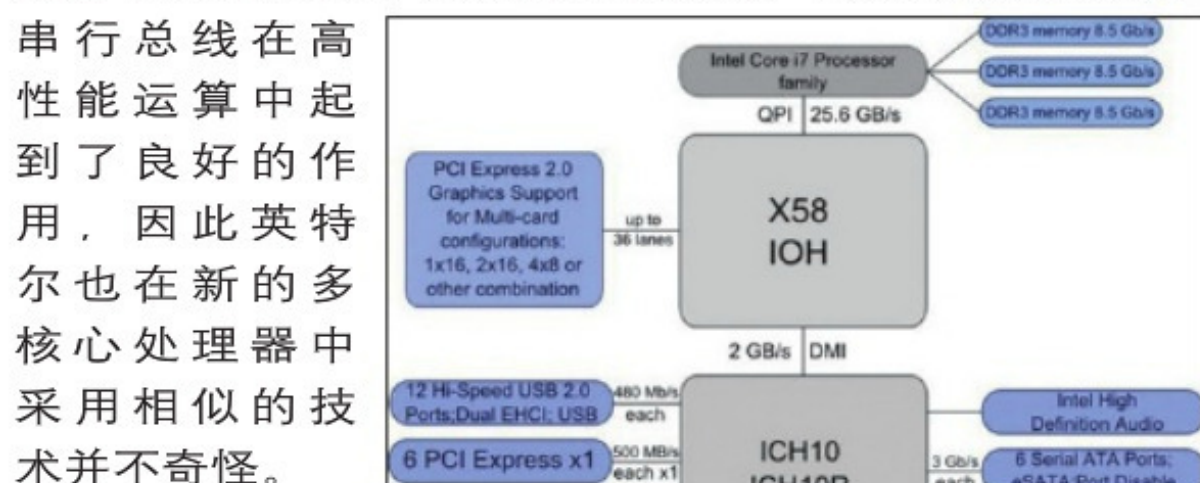 串行总线在高
性能运算中起
到了良好的作
用．因此英特
尔也在新的多
核心处理器中
采用相似的技
术并不奇怪。
DDR3 memory 8.5 Gb/s
Intel Core i7 Processor
family
DDR3 memory 8.5 Gb/s
DDR3 memory 8.5 Gb/s
QPI 25.6 GB/s
PCI Express 2.0
Graphics Support
for Multi-card
configurations:
1x16, 2x16, 4x8 or
other combination
up to
36 lanes
X58
IOH
2 GB/s DMI
12 Hi-Speed USB 2.0
Ports;Dual EHCI; USB
480 Mb/s
each
Intel High
Definition Audio
6 PCI Express x1
500 MB/s
each x1
ICH10
ICH10R
3 Gb/s
each
6 Serial ATA Ports;
eSATA;Port Disable